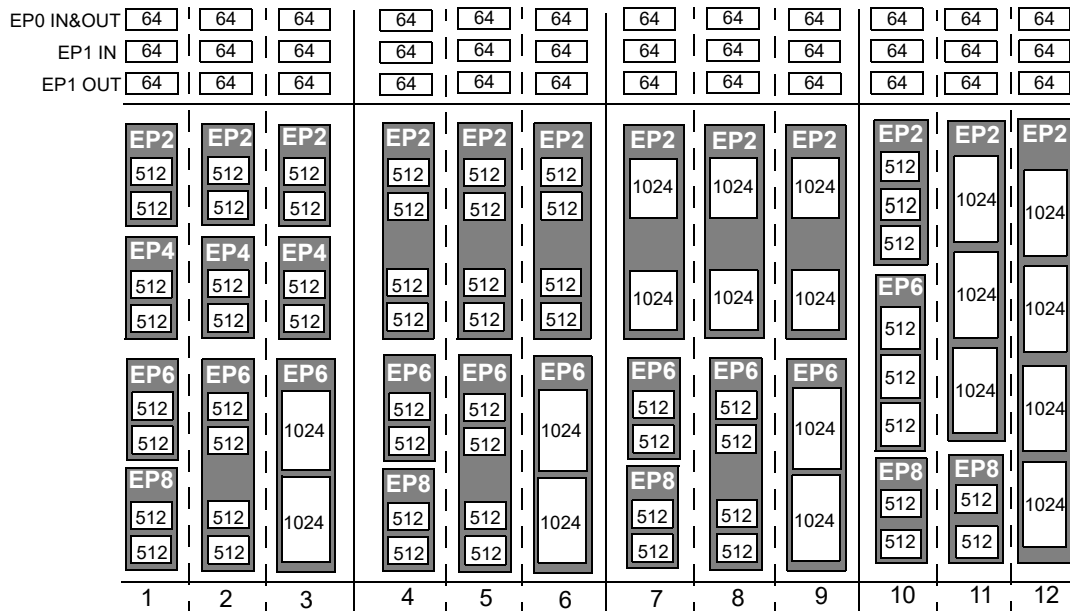 EP0 IN&OUT 64 64 64 64 64 64 64 64 64 64 64 64
EP1 IN 64 64 64 64 64 64 64 64 64 64 64 64
EP1 OUT 64 64 64 64 64 64 64 64 64 64 64 64
EP2 EP2 EP2 EP2 EP2 EP2 EP2 EP2 EP2 EP2 EP2 EP2
512 512 512 512 512 512 1024 1024 1024 512
512 512 512 512 512 512 512 1024 1024
512
EP4 EP4 EP4
512 512 512 512 512 512 1024 1024 1024 EP6 1024 1024
512 512 512 512 512 512 512
EP6 EP6 EP6 EP6 EP6 EP6 EP6 EP6 EP6 512
512 512 1024 512 512 1024 512 512 1024 512 1024 1024
512 512 512 512 512 512
EP8 EP8 EP8 EP8 EP8
512 512 1024 512 512 1024 512 512 1024 512 512 1024
512 512 512 512 512 512 512 512
1 2 3 4 5 6 7 8 9 10 11 12